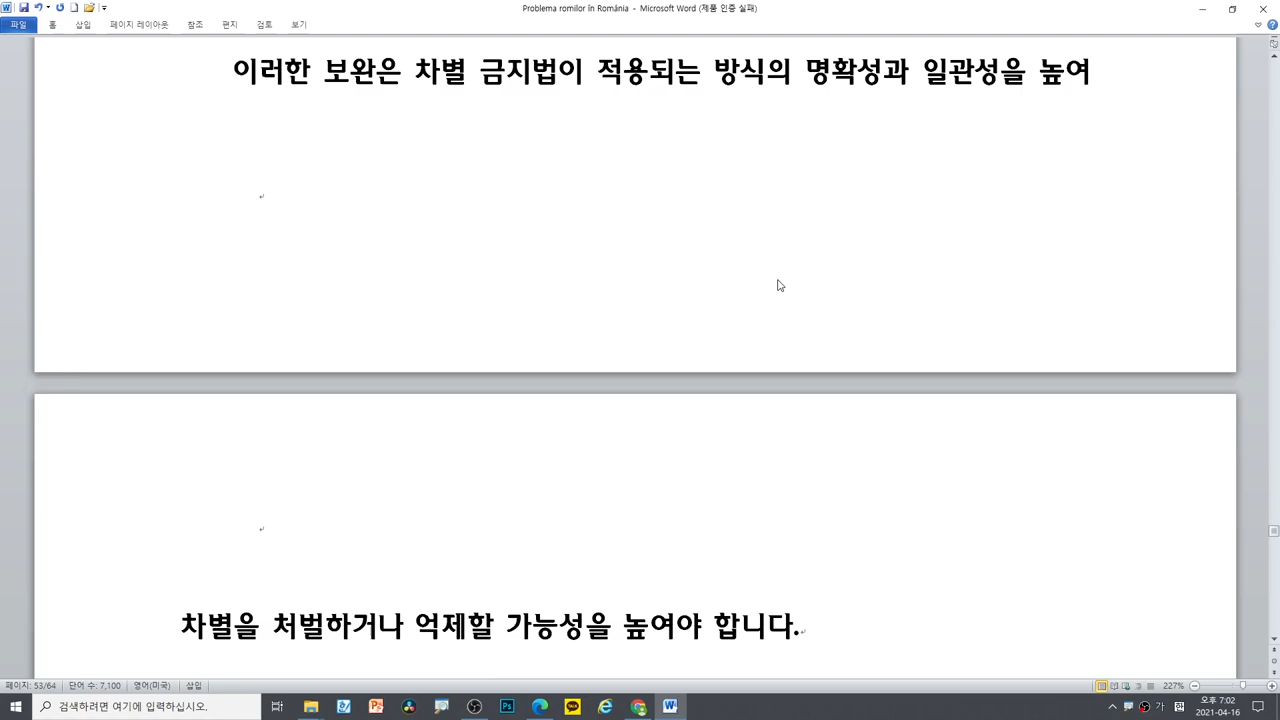 Problema romilor în România - Microsoft Word (제품 인증 실패)
파일 홈 삽입 페이지 레이아웃 참조 편지 검토 보기
이러한 보완은 차별 금지법이 적용되는 방식의 명확성과 일관성을 높여
차별을 처벌하거나 억제할 가능성을 높여야 합니다.
페이지: 53/64 단어 수: 7,100 영어(미국) 삽입 227%
검색하려면 여기에 입력하십시오. 가 오후 7:02
2021-04-16